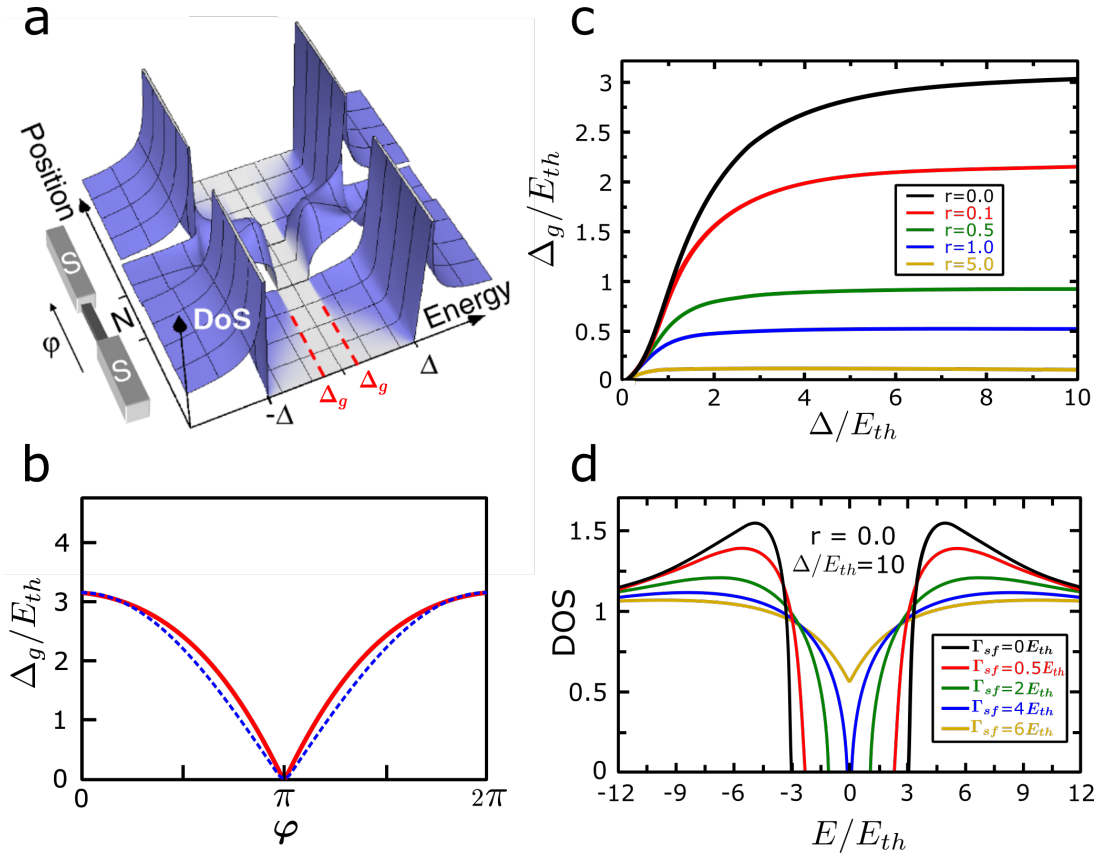 a
Position
S
N
S
φ
DoS
Energy
-Δ
Δg
Δg
Δ
b
Δg/Eth
4
3
2
1
0
0
π
2π
φ
c
Δg/Eth
3
2.5
2
1.5
1
0.5
0
r=0.0
r=0.1
r=0.5
r=1.0
r=5.0
0
2
4
6
8
10
Δ/Eth
d
DOS
1.5
1
0.5
0
r = 0.0
Δ/Eth=10
Γsf=0Eth
Γsf=0.5Eth
Γsf=2Eth
Γsf=4Eth
Γsf=6Eth
-12
-9
-6
-3
0
3
6
9
12
E/Eth